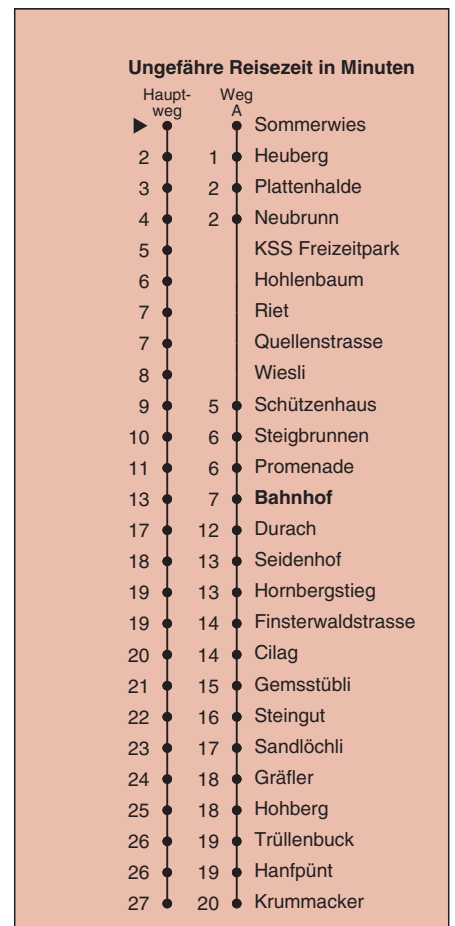 Ungefähre Reisezeit in Minuten
Haupt- Weg
weg A
Sommerwies
2 1 Heuberg
3 2 Plattenhalde
4 2 Neubrunn
5 KSS Freizeitpark
6 Hohlenbaum
7 Riet
7 Quellenstrasse
8 Wiesli
9 5 Schützenhaus
10 6 Steigbrunnen
11 6 Promenade
13 7 Bahnhof
17 12 Durach
18 13 Seidenhof
19 13 Hornbergstieg
19 14 Finsterwaldstrasse
20 14 Cilag
21 15 Gemsstübli
22 16 Steingut
23 17 Sandlöchli
24 18 Gräfler
25 18 Hohberg
26 19 Trüllenbuck
26 19 Hanfpünt
27 20 Krummacker